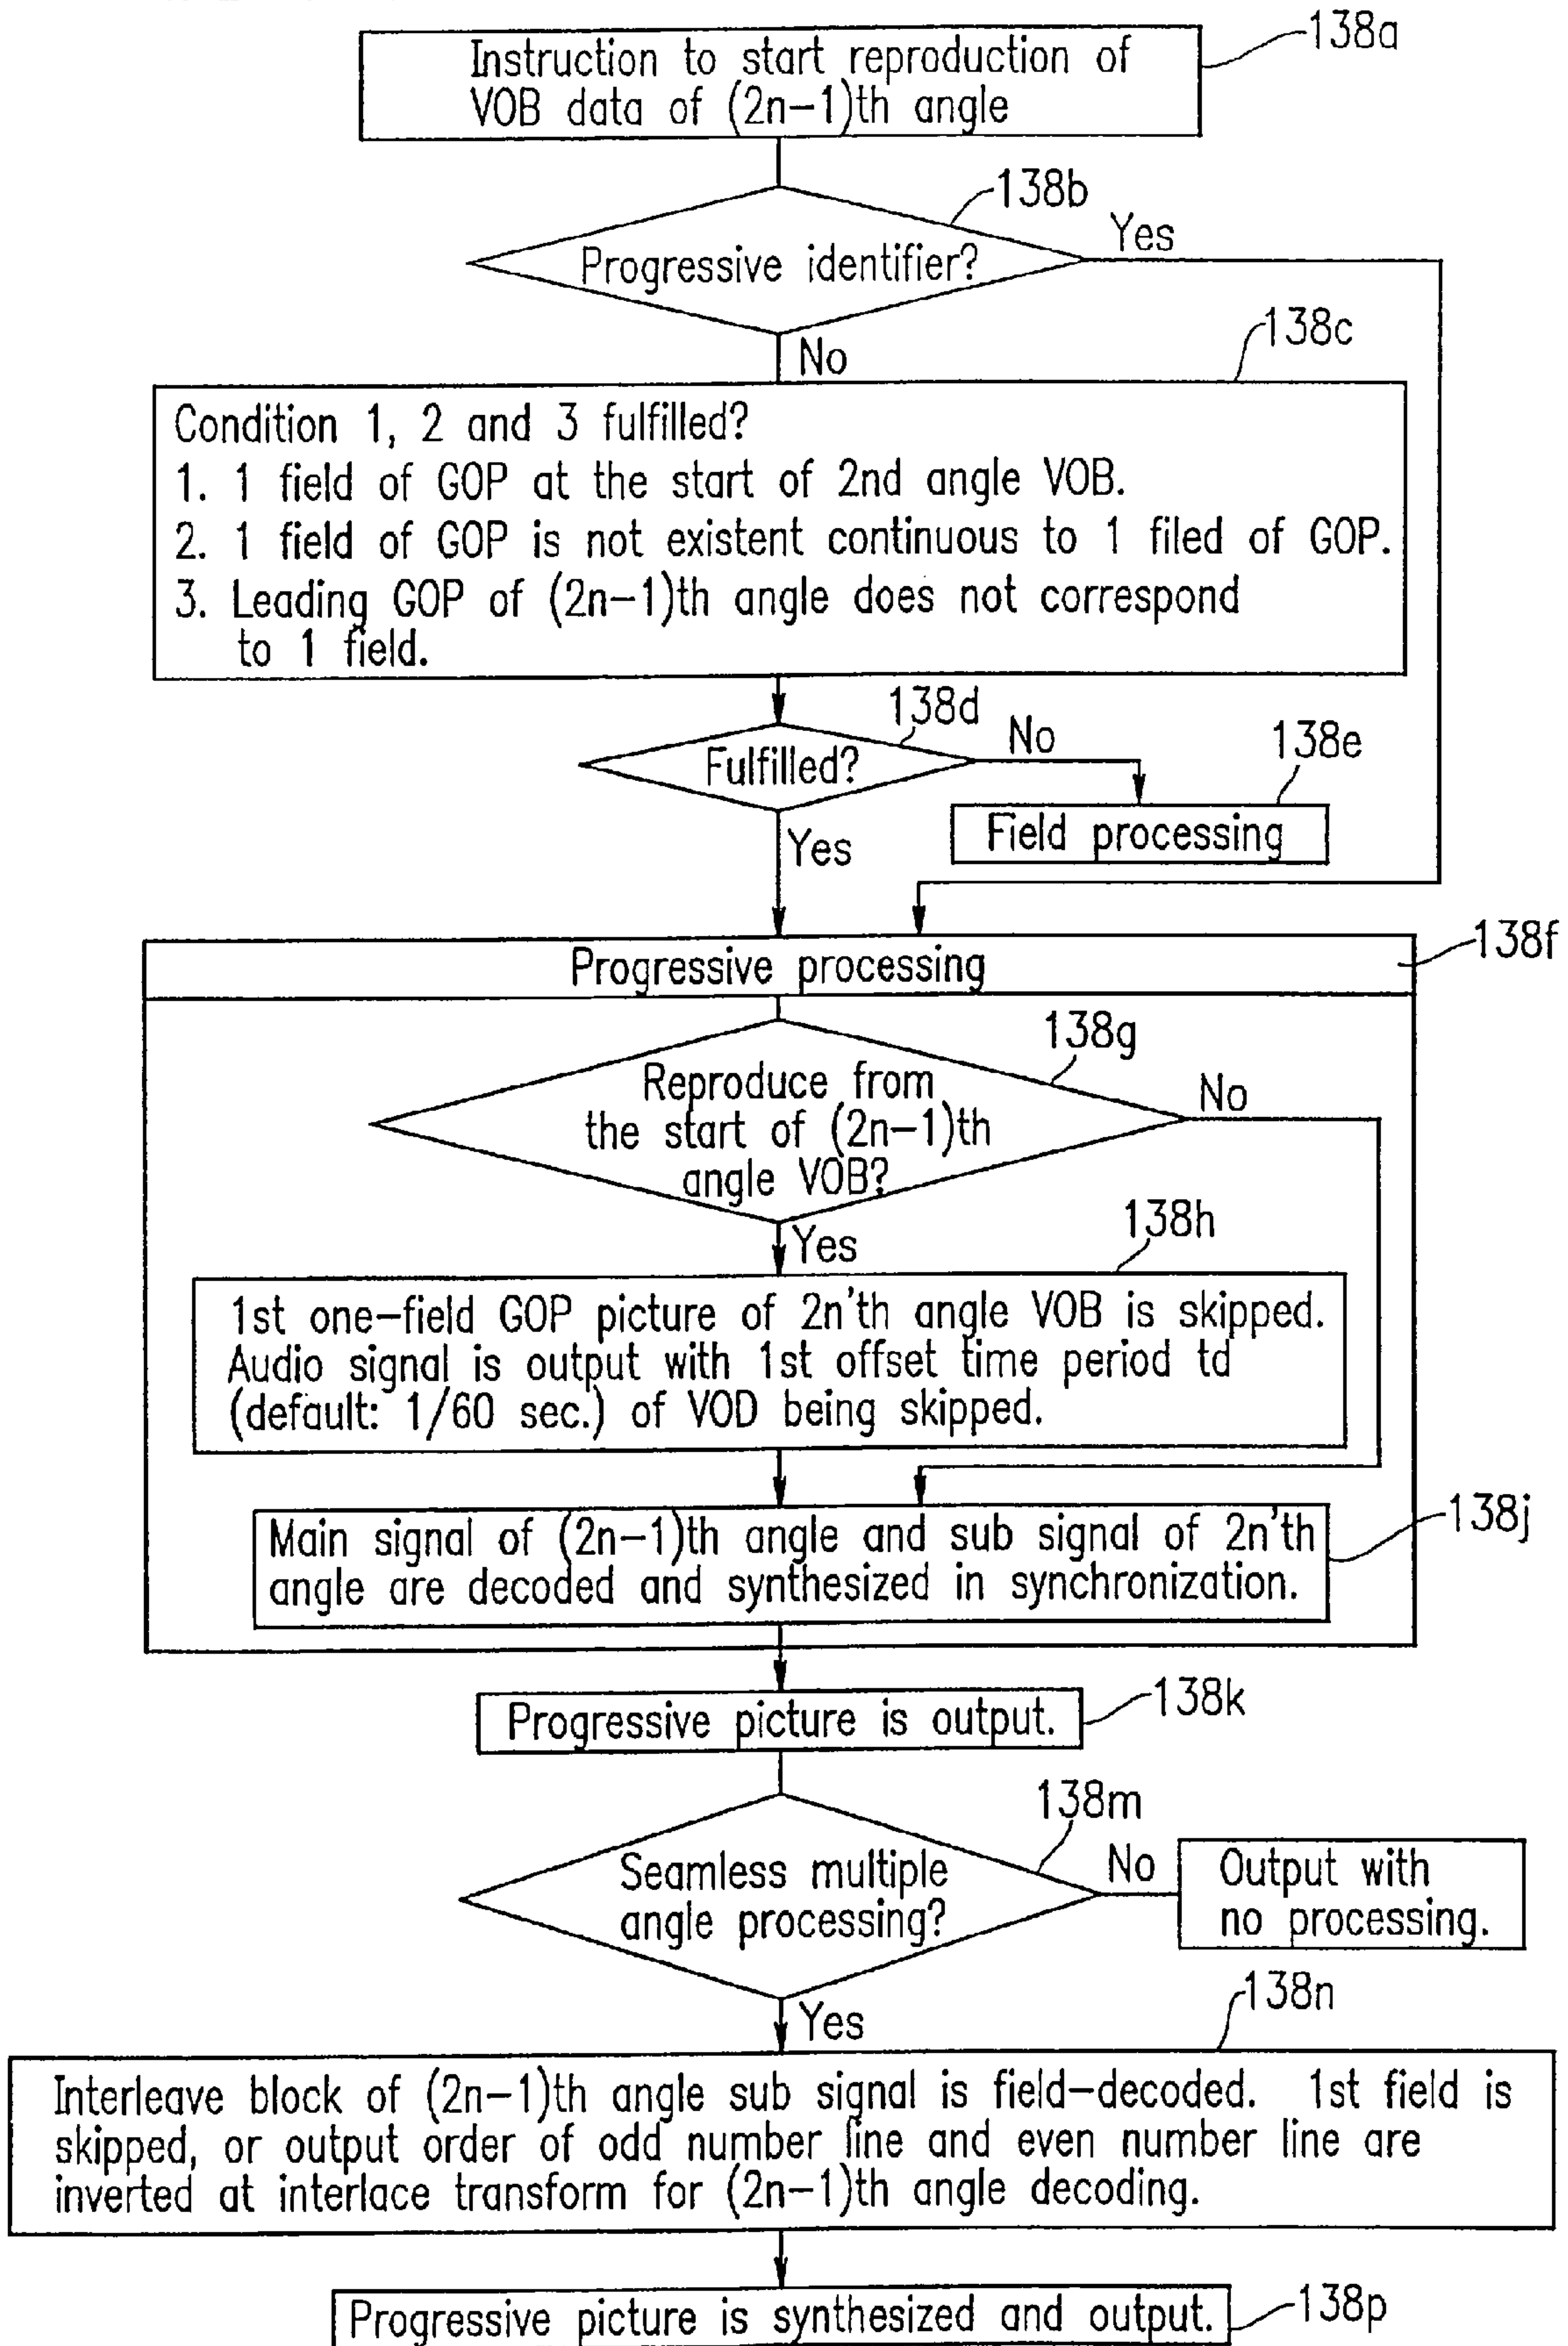 138a
Instruction to start reproduction of
VOB data of (2n-1)th angle
138b
Progressive identifier?
Yes
No
138c
Condition 1, 2 and 3 fulfilled?
1. 1 field of GOP at the start of 2nd angle VOB.
2. 1 field of GOP is not existent continuous to 1 filed of GOP.
3. Leading GOP of (2n-1)th angle does not correspond
to 1 field.
138d
Fulfilled?
No
138e
Field processing
Yes
138f
Progressive processing
138g
Reproduce from
the start of (2n-1)th
angle VOB?
No
Yes
138h
1st one-field GOP picture of 2n'th angle VOB is skipped.
Audio signal is output with 1st offset time period td
(default: 1/60 sec.) of VOD being skipped.
138j
Main signal of (2n-1)th angle and sub signal of 2n'th
angle are decoded and synthesized in synchronization.
138k
Progressive picture is output.
138m
Seamless multiple
angle processing?
No
Output with
no processing.
Yes
138n
Interleave block of (2n-1)th angle sub signal is field-decoded. 1st field is
skipped, or output order of odd number line and even number line are
inverted at interlace transform for (2n-1)th angle decoding.
138p
Progressive picture is synthesized and output.